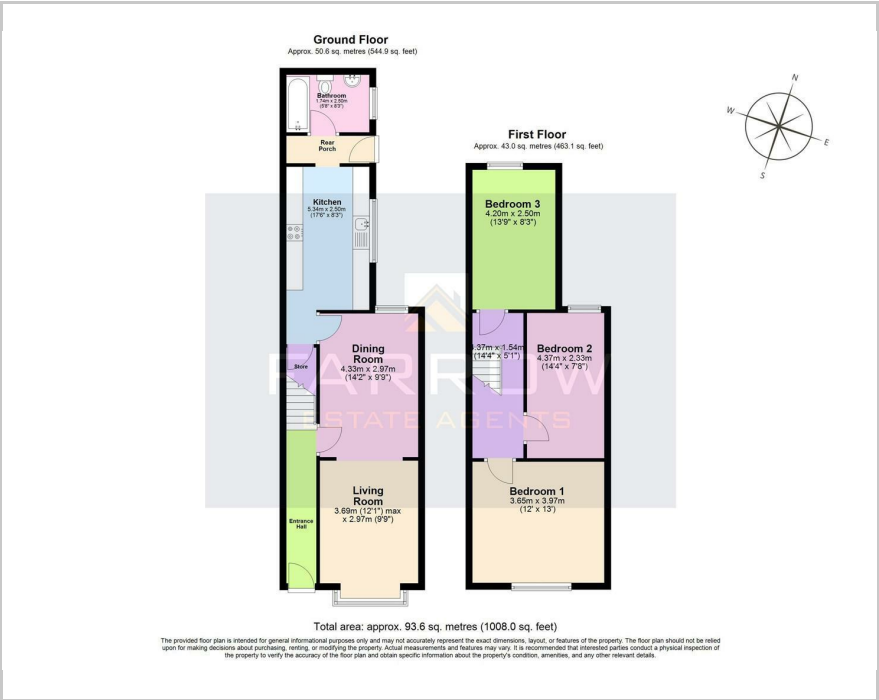 Ground Floor
Approx. 50.6 sq. metres (544.9 sq. feet)
Bathroom
1.74m x 2.50m
(5'8" x 8'3")
Rear
Porch
Kitchen
5.34m x 2.50m
(17'6" x 8'3")
Dining
Room
4.33m x 2.97m
(14'2" x 9'9")
Store
Living
Room
3.69m (12'1") max
x 2.97m (9'9")
Entrance
Hall
First Floor
Approx. 43.0 sq. metres (463.1 sq. feet)
Bedroom 3
4.20m x 2.50m
(13'9" x 8'3")
4.37m x 1.54m
(14'4" x 5'1")
Bedroom 2
4.37m x 2.33m
(14'4" x 7'8")
Bedroom 1
3.65m x 3.97m
(12' x 13')
N
W
E
S
FARROW
ESTATE AGENTS
Total area: approx. 93.6 sq. metres (1008.0 sq. feet)
The provided floor plan is intended for general informational purposes only and may not accurately represent the exact dimensions, layout, or features of the property. The floor plan should not be relied
upon for making decisions about purchasing, renting, or modifying the property. Actual measurements and features may vary. It is recommended that interested parties conduct a physical inspection of
the property to verify the accuracy of the floor plan and obtain specific information about the property's condition, amenities, and any other relevant details.